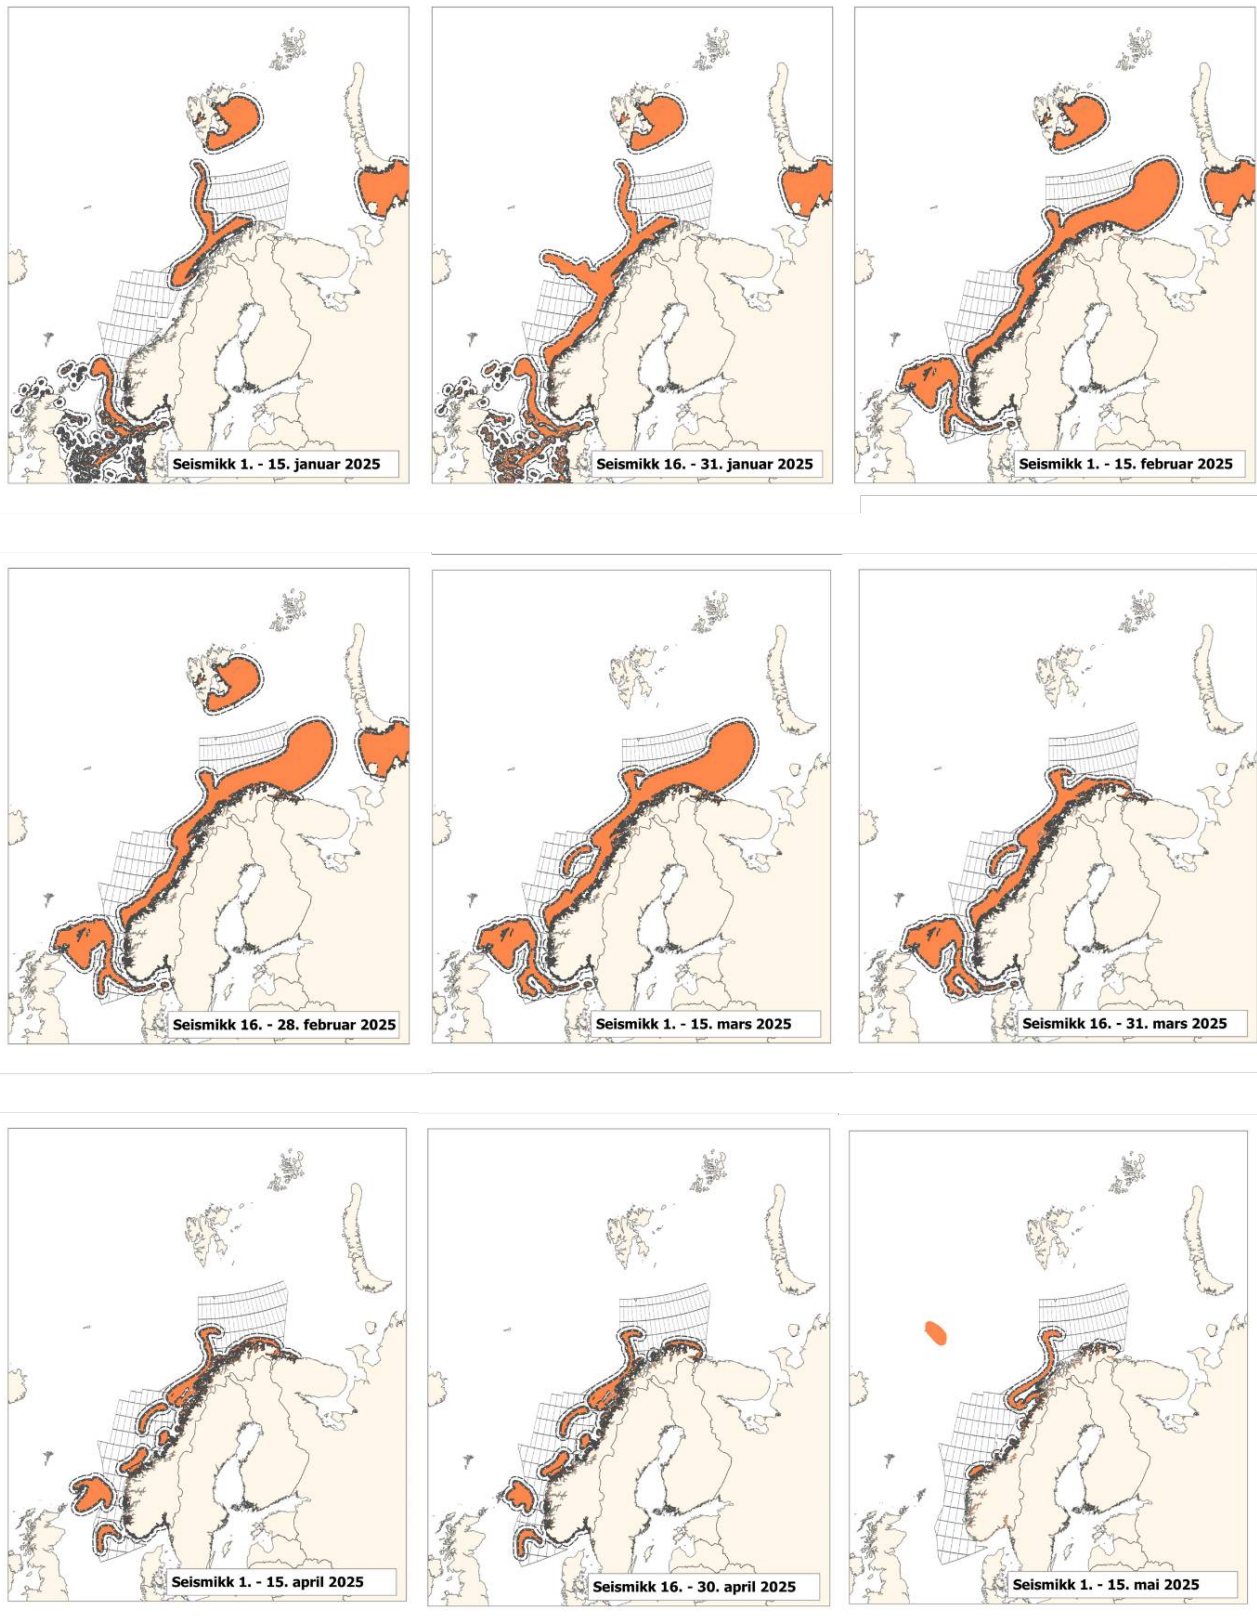 Seismikk 1. - 15. januar 2025
Seismikk 16. - 31. januar 2025
Seismikk 1. - 15. februar 2025
Seismikk 16. - 28. februar 2025
Seismikk 1. - 15. mars 2025
Seismikk 16. - 31. mars 2025
Seismikk 1. - 15. april 2025
Seismikk 16. - 30. april 2025
Seismikk 1. - 15. mai 2025